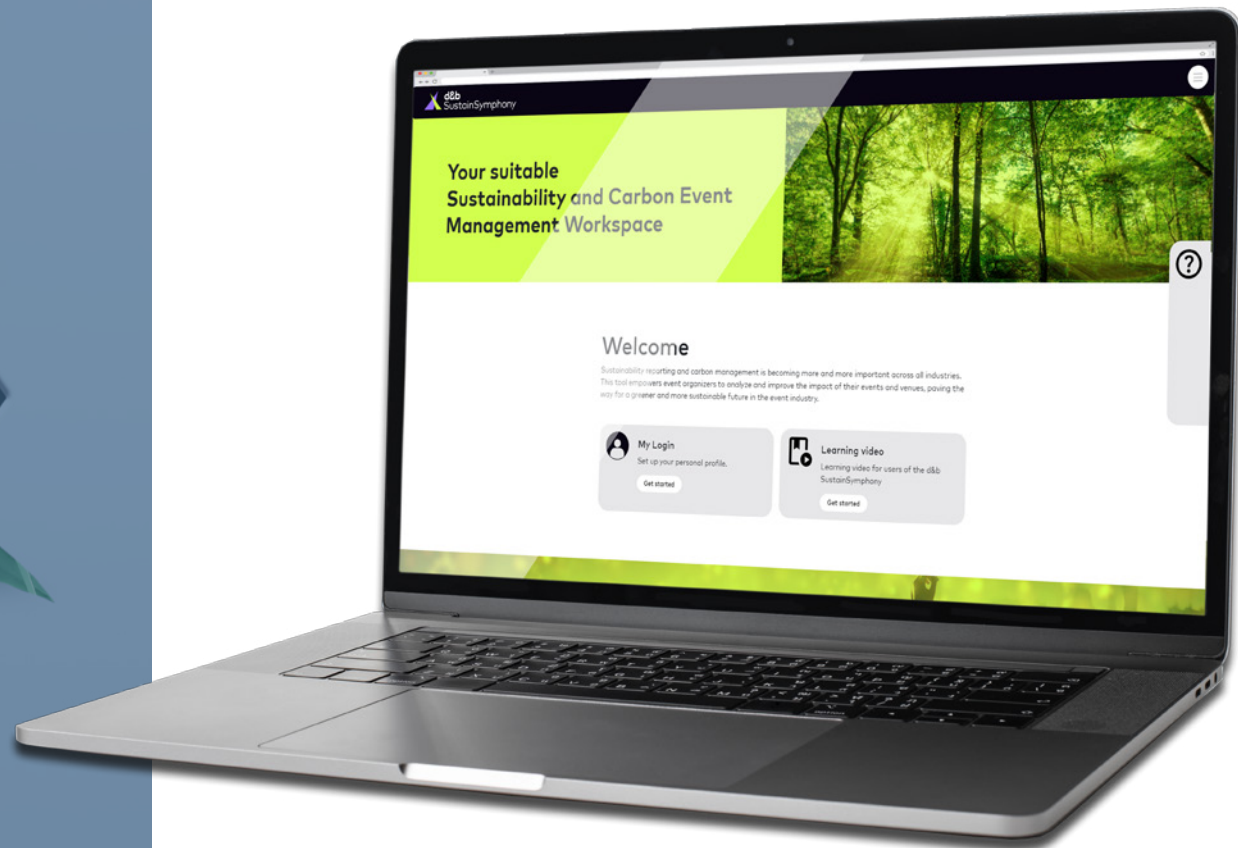 d&b
SustainSymphony
Your suitable
Sustainability and Carbon Event
Management Workspace
Welcome
Sustainability reporting and carbon management is becoming more and more important across all industries.
This tool empowers event organizers to analyze and improve the impact of their events and venues, paving the
way for a greener and more sustainable future in the event industry.
My Login
Set up your personal profile.
Get started
Learning video
Learning video for users of the d&b
SustainSymphony
Get started
?